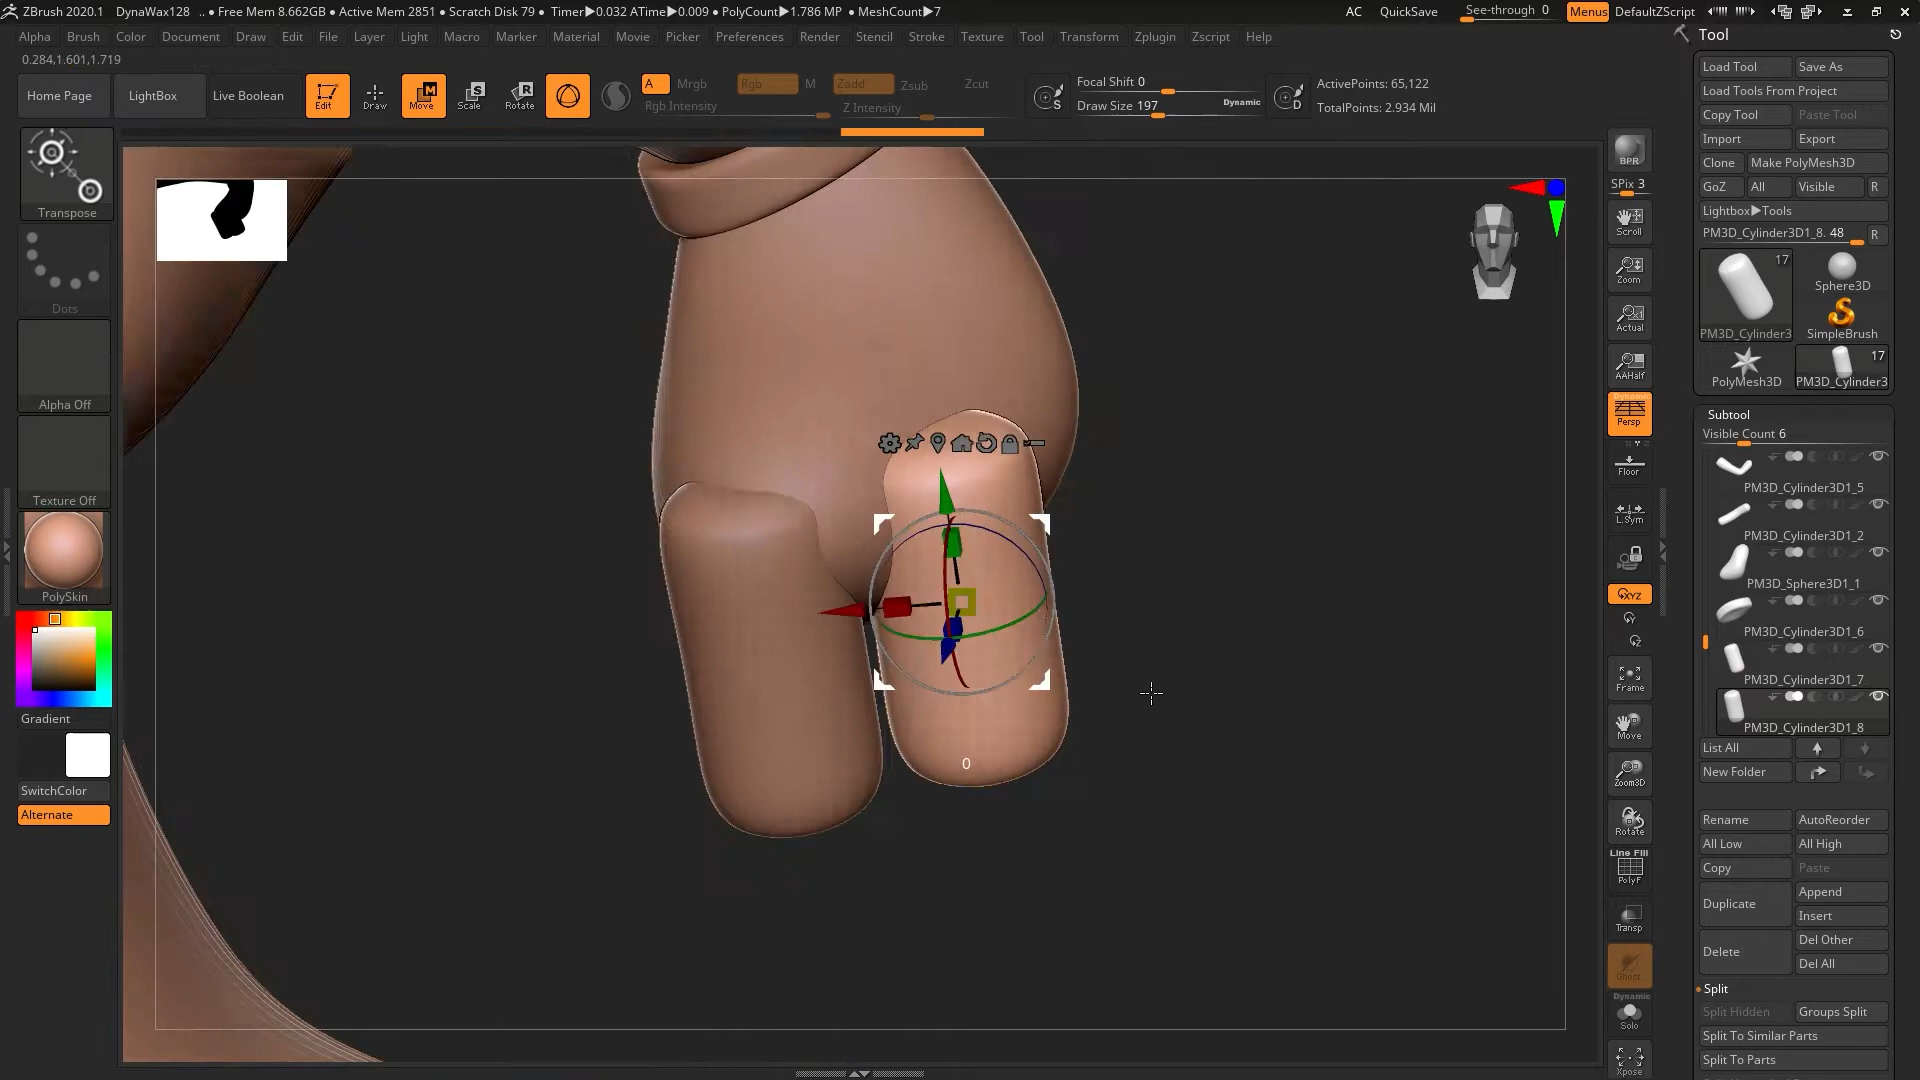 ZBrush 2020.1 DynaWax128 .. ● Free Mem 8.662GB ● Active Mem 2851 ● Scratch Disk 79 ● Timer▶0.032 ATime▶0.009 ● PolyCount▶1.786 MP ● MeshCount▶7 AC QuickSave See-through 0 Menus DefaultZScript
Alpha Brush Color Document Draw Edit File Layer Light Macro Marker Material Movie Picker Preferences Render Stencil Stroke Texture Tool Transform Zplugin Zscript Help
0.284,1.601,1.719
Home Page LightBox Live Boolean Edit Draw Move Scale Rotate
A Mrgb Rgb M Zadd Zsub Zcut
Rgb Intensity Z Intensity
S Focal Shift 0
Draw Size 197 Dynamic D
ActivePoints: 65,122
TotalPoints: 2.934 Mil
Transpose
Dots
Alpha Off
Texture Off
PolySkin
Gradient
SwitchColor
Alternate
0
BPR
SPix 3
Scroll
Zoom
Actual
AAHalf
Dynamic
Persp
Floor
L.Sym
XYZ
Frame
Move
Zoom3D
Rotate
Line Fill
PolyF
Transp
Ghost
Dynamic
Solo
Xpose
Tool
Load Tool Save As
Load Tools From Project
Copy Tool Paste Tool
Import Export
Clone Make PolyMesh3D
GoZ All Visible R
Lightbox▶Tools
PM3D_Cylinder3D1_8. 48 R
17
PM3D_Cylinder3
Sphere3D
SimpleBrush
PolyMesh3D
17
PM3D_Cylinder3
Subtool
Visible Count 6
PM3D_Cylinder3D1_5
PM3D_Cylinder3D1_2
PM3D_Sphere3D1_1
PM3D_Cylinder3D1_6
PM3D_Cylinder3D1_7
PM3D_Cylinder3D1_8
List All
New Folder
Rename AutoReorder
All Low All High
Copy Paste
Duplicate Append
Insert
Delete Del Other
Del All
Split
Split Hidden Groups Split
Split To Similar Parts
Split To Parts